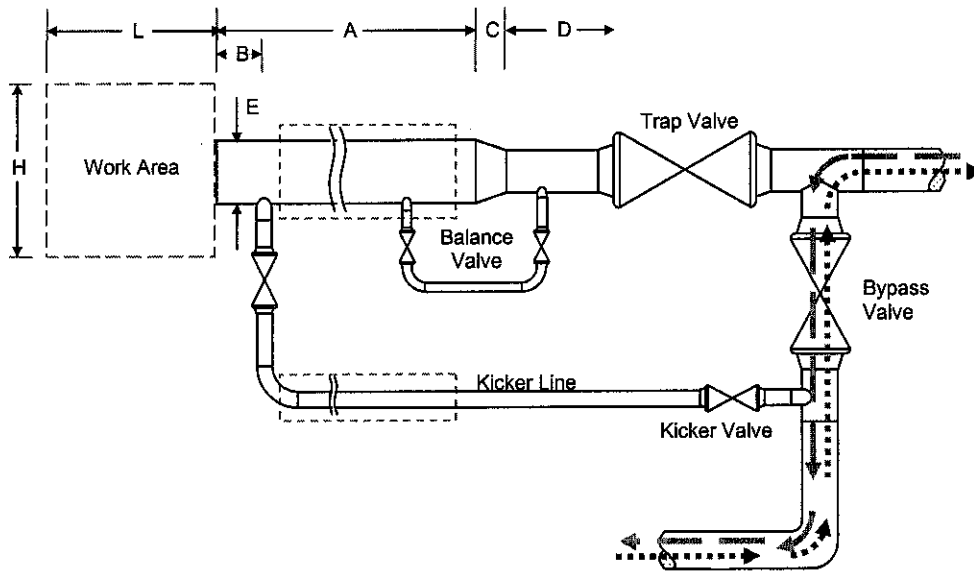 L
A
C
D
B
E
H
Work Area
Trap Valve
Balance
Valve
Bypass
Valve
Kicker Line
Kicker Valve